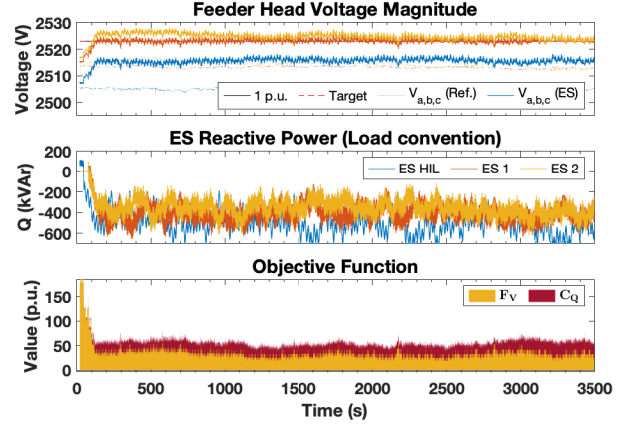 Feeder Head Voltage Magnitude
Voltage (V)
2530
2520
2510
2500
1 p.u. Target V_{a,b,c} (Ref.) V_{a,b,c} (ES)
ES Reactive Power (Load convention)
Q (kVAr)
200
0
-200
-400
-600
ES HIL ES 1 ES 2
Objective Function
Value (p.u.)
150
100
50
0
F_V C_Q
0 500 1000 1500 2000 2500 3000 3500
Time (s)